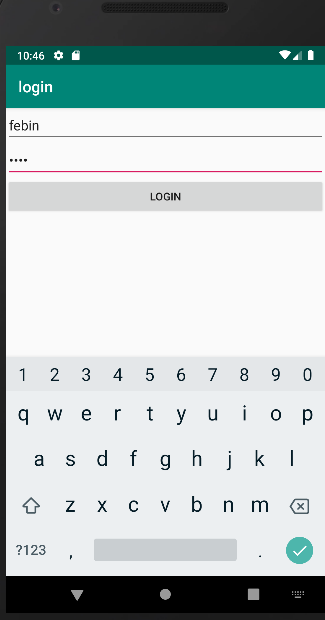 10:46
login
febin
••••
LOGIN
1 2 3 4 5 6 7 8 9 0
q w e r t y u i o p
a s d f g h j k l
z x c v b n m
?123 , .